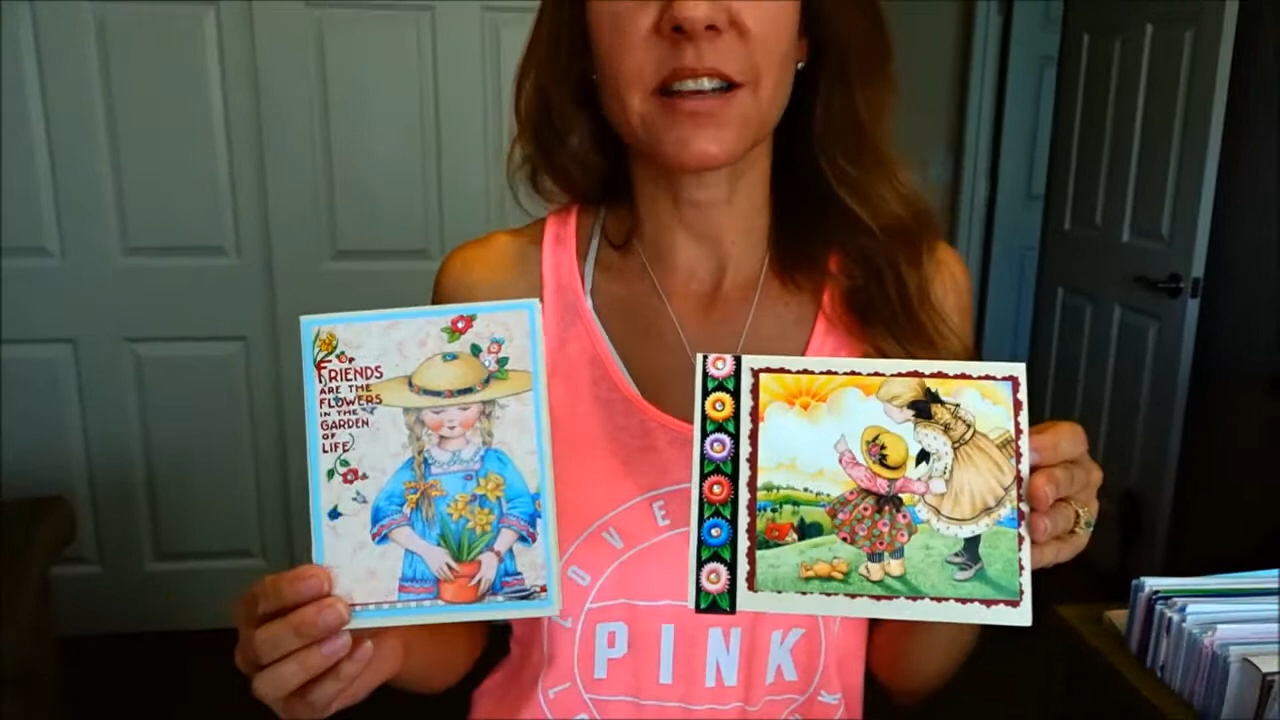 FRIENDS
ARE THE
FLOWERS
IN THE
GARDEN
OF
LIFE.
LOVE
PINK